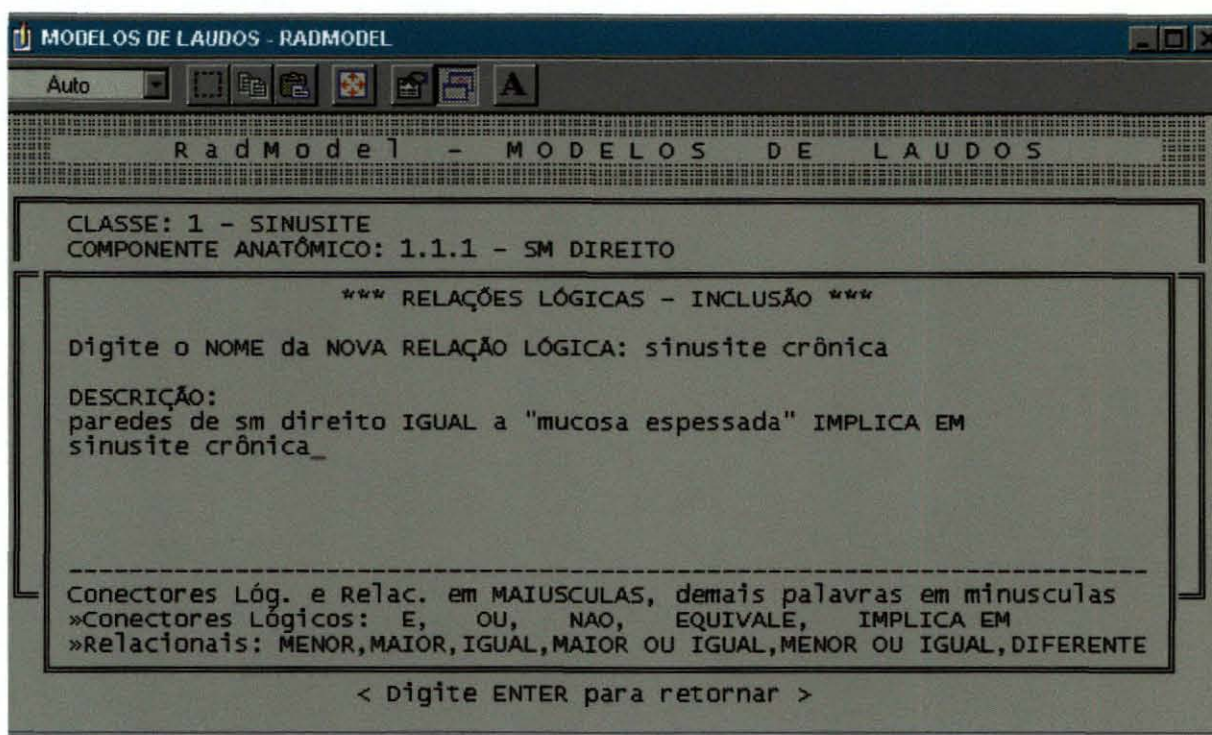 MODELOS DE LAUDOS - RADMODEL
Auto
A
RadModel - MODELOS DE LAUDOS
CLASSE: 1 - SINUSITE
COMPONENTE ANATÔMICO: 1.1.1 - SM DIREITO
*** RELAÇÕES LÓGICAS - INCLUSÃO ***
Digite o NOME da NOVA RELAÇÃO LÓGICA: sinusite crônica
DESCRIÇÃO:
paredes de sm direito IGUAL a "mucosa espessada" IMPLICA EM
sinusite crônica_
Conectores Lóg. e Relac. em MAIUSCULAS, demais palavras em minusculas
»Conectores Lógicos: E, OU, NAO, EQUIVALE, IMPLICA EM
»Relacionais: MENOR,MAIOR,IGUAL,MAIOR OU IGUAL,MENOR OU IGUAL,DIFERENTE
< Digite ENTER para retornar >